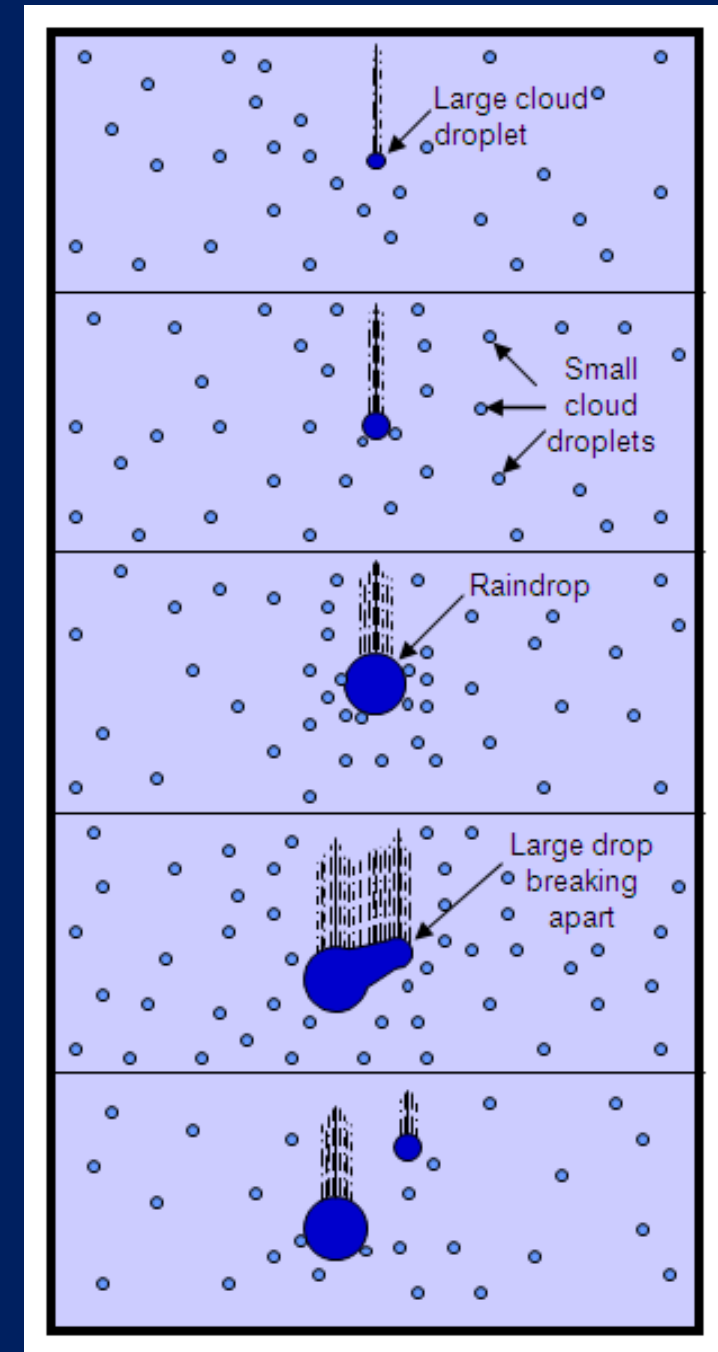 Large cloud
droplet
Small
cloud
droplets
Raindrop
Large drop
breaking
apart